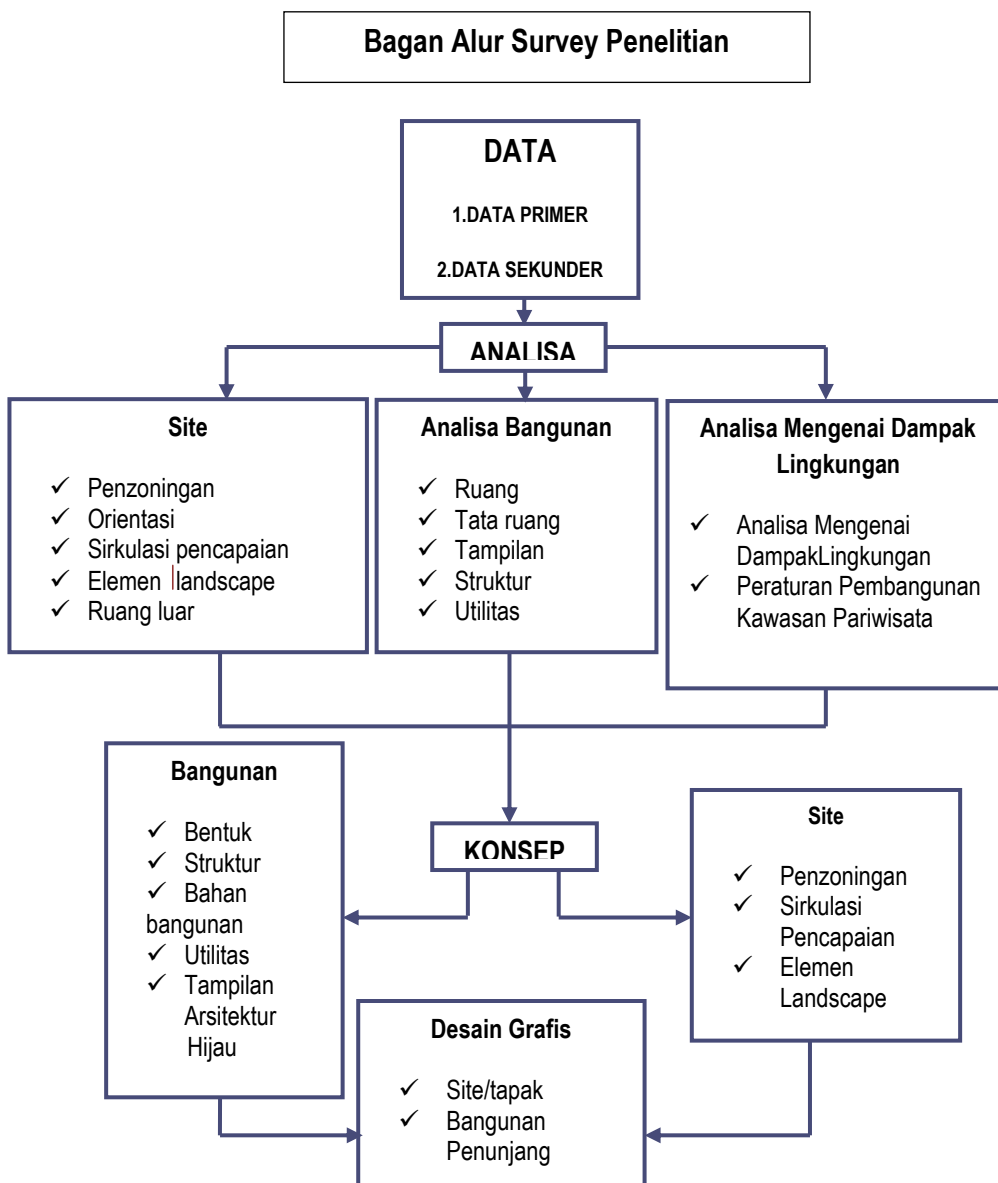 Bagan Alur Survey Penelitian
DATA
1.DATA PRIMER
2.DATA SEKUNDER
ANALISA
Site
✓ Penzoningan
✓ Orientasi
✓ Sirkulasi pencapaian
✓ Elemen landscape
✓ Ruang luar
Analisa Bangunan
✓ Ruang
✓ Tata ruang
✓ Tampilan
✓ Struktur
✓ Utilitas
Analisa Mengenai Dampak
Lingkungan
✓ Analisa Mengenai
DampakLingkungan
✓ Peraturan Pembangunan
Kawasan Pariwisata
KONSEP
Bangunan
✓ Bentuk
✓ Struktur
✓ Bahan
bangunan
✓ Utilitas
✓ Tampilan
Arsitektur
Hijau
Site
✓ Penzoningan
✓ Sirkulasi
Pencapaian
✓ Elemen
Landscape
Desain Grafis
✓ Site/tapak
✓ Bangunan
Penunjang